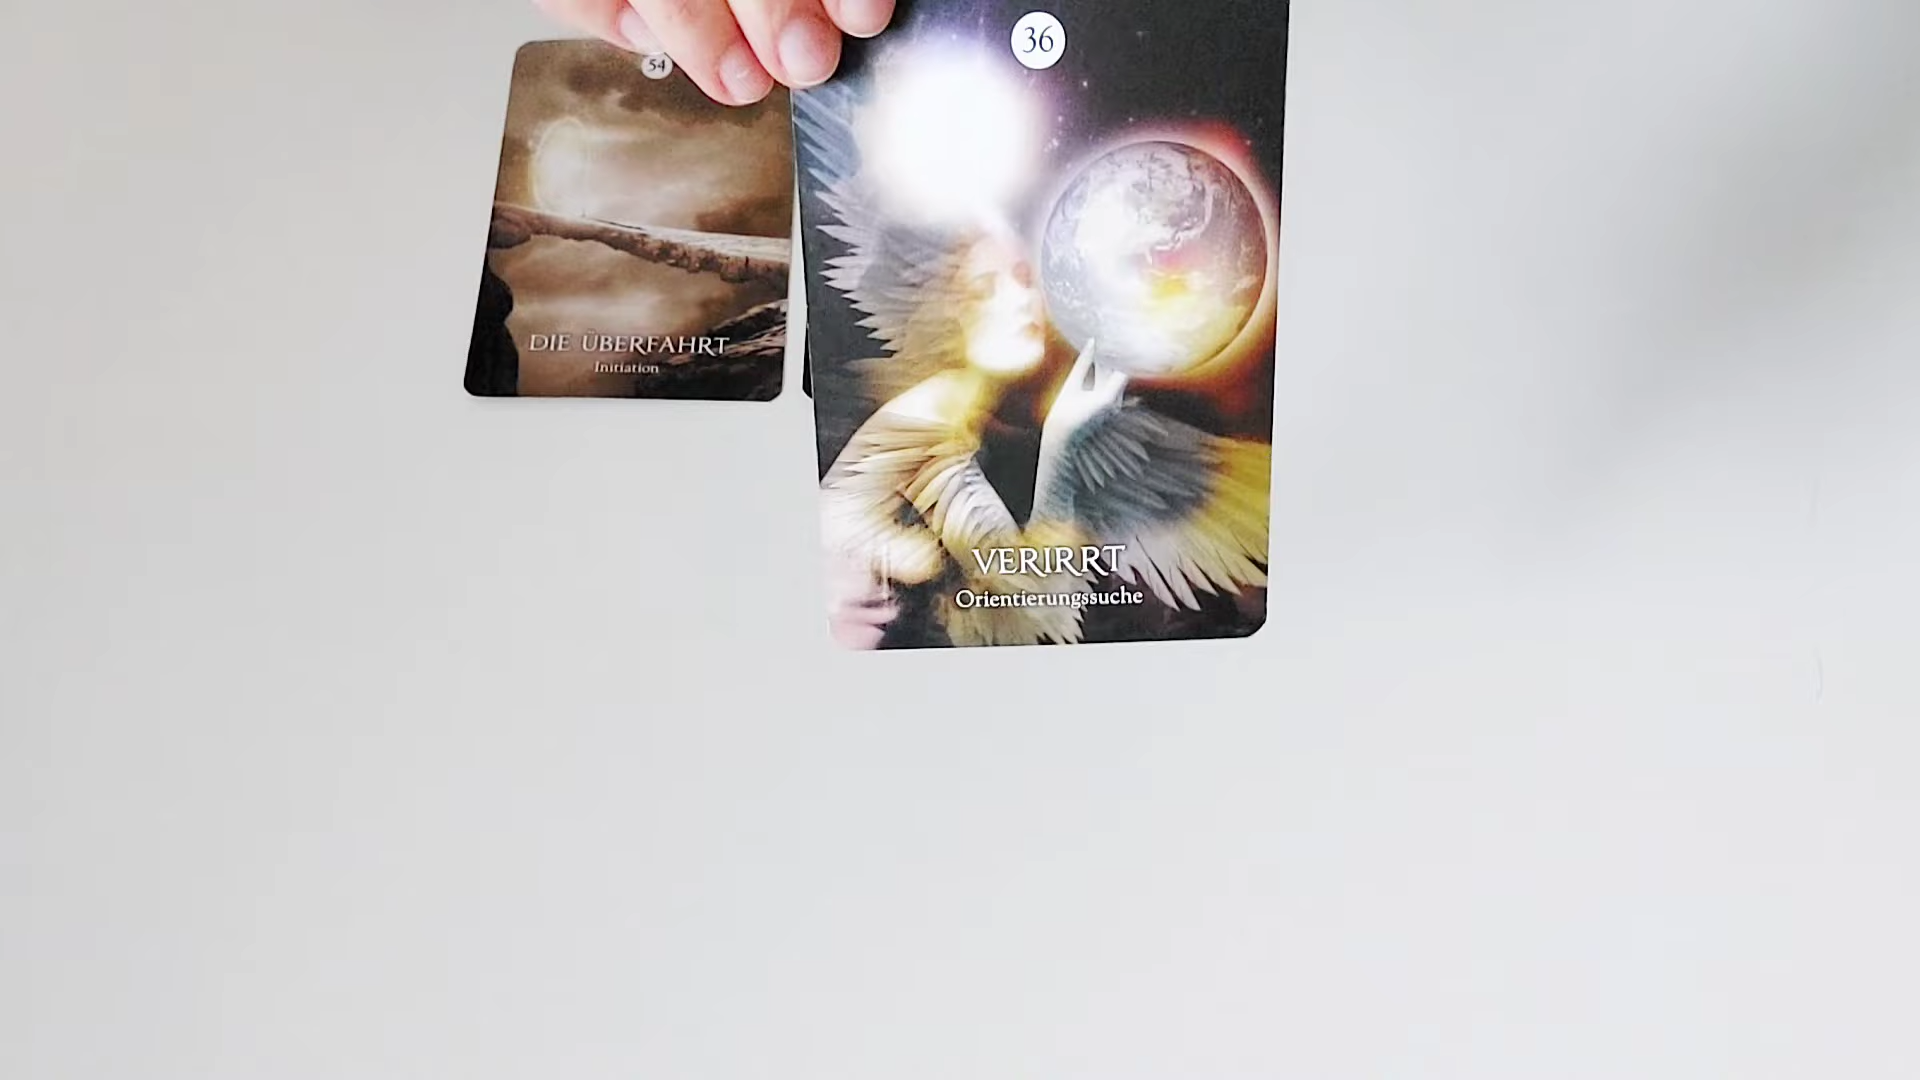 54
DIE ÜBERFAHRT
Initiation
36
VERIRRT
Orientierungssuche